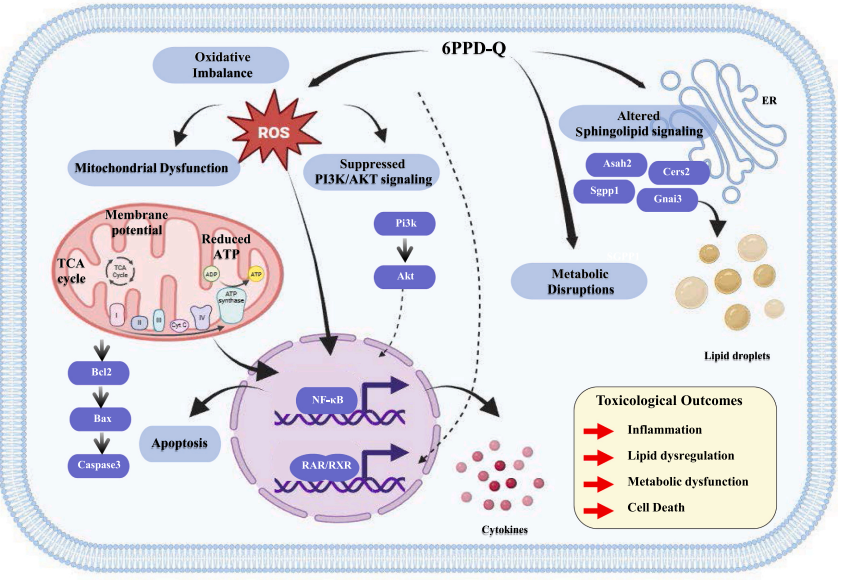 6PPD-Q
Oxidative
Imbalance
ROS
ER
Altered
Sphingolipid signaling
Mitochondrial Dysfunction
Suppressed
PI3K/AKT signaling
Asah2
Cers2
Sgpp1
Gnai3
Membrane
potential
Reduced
ATP
TCA
cycle
TCA
Cycle
ADP
ATP
ATP
synthase
I
II
III
Cyt C
IV
Pi3k
Akt
Metabolic
Disruptions
Lipid droplets
Bcl2
Bax
Caspase3
Apoptosis
NF-κB
RAR/RXR
Cytokines
Toxicological Outcomes
Inflammation
Lipid dysregulation
Metabolic dysfunction
Cell Death